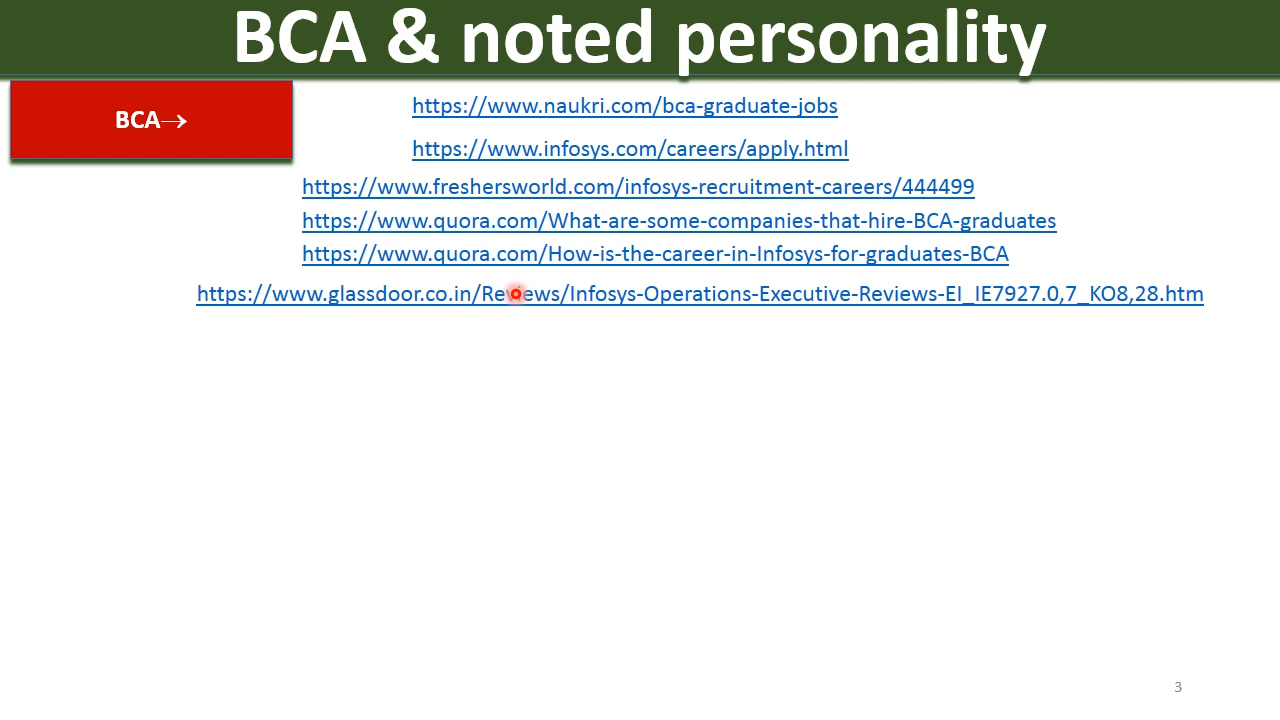 BCA & noted personality
BCA→
https://www.naukri.com/bca-graduate-jobs
https://www.infosys.com/careers/apply.html
https://www.freshersworld.com/infosys-recruitment-careers/444499
https://www.quora.com/What-are-some-companies-that-hire-BCA-graduates
https://www.quora.com/How-is-the-career-in-Infosys-for-graduates-BCA
https://www.glassdoor.co.in/Reviews/Infosys-Operations-Executive-Reviews-EI_IE7927.0,7_KO8,28.htm
3